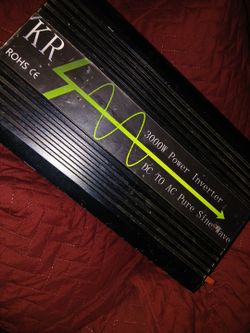 KR
ROHS CE
3000W Power Inverter
DC TO AC Pure Sine Wave